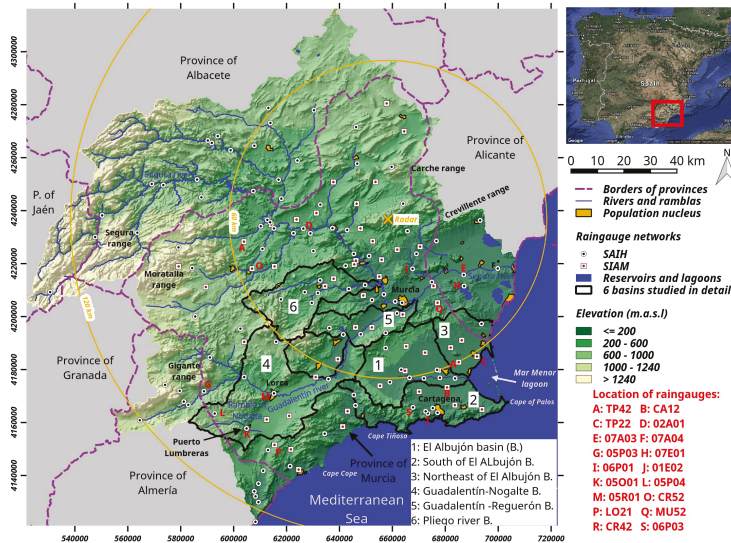 4300000
4280000
4260000
4240000
4220000
4200000
4180000
4160000
4140000
540000
560000
580000
600000
620000
640000
660000
680000
700000
Province of
Albacete
Province of
Alicante
P. of
Jaén
Province of
Granada
Province of
Almería
Province of
Murcia
Carche range
Crevillente range
Segura
range
Moratalla
range
Gigante
range
Radar
60 km
120 km
Murcia
Lorca
Cartagena
Puerto
Lumbreras
Guadalentín river
Mar Menor
lagoon
Cape of Palos
Cape Tiñosa
Cape Cope
Mediterranean
Sea
1
2
3
4
5
6
1: El Albujón basin (B.)
2: South of El ALbujón B.
3: Northeast of El Albujón B.
4: Guadalentín-Nogalte B.
5: Guadalentín -Reguerón B.
6: Pliego river B.
Portugal
Spain
Google
N
0 10 20 30 40 km
Borders of provinces
Rivers and ramblas
Population nucleus
Raingauge networks
SAIH
SIAM
Reservoirs and lagoons
6 basins studied in detail
Elevation (m.a.s.l)
<= 200
200 - 600
600 - 1000
1000 - 1240
> 1240
Location of raingauges:
A: TP42 B: CA12
C: TP22 D: 02A01
E: 07A03 F: 07A04
G: 05P03 H: 07E01
I: 06P01 J: 01E02
K: 05O01 L: 05P04
M: 05R01 O: CR52
P: LO21 Q: MU52
R: CR42 S: 06P03